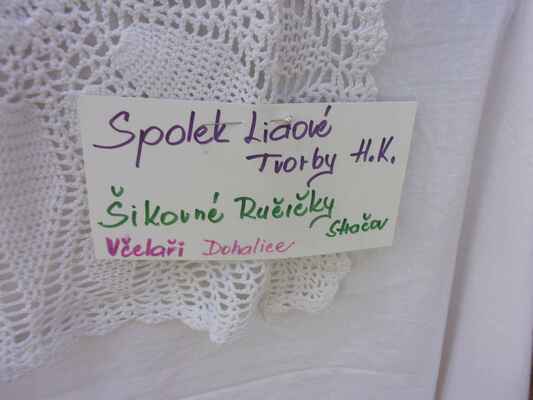 Spolek Lidové
Tvorby H.K.
Šikovné Ručičky
Stračov
Včelaři Dohalice